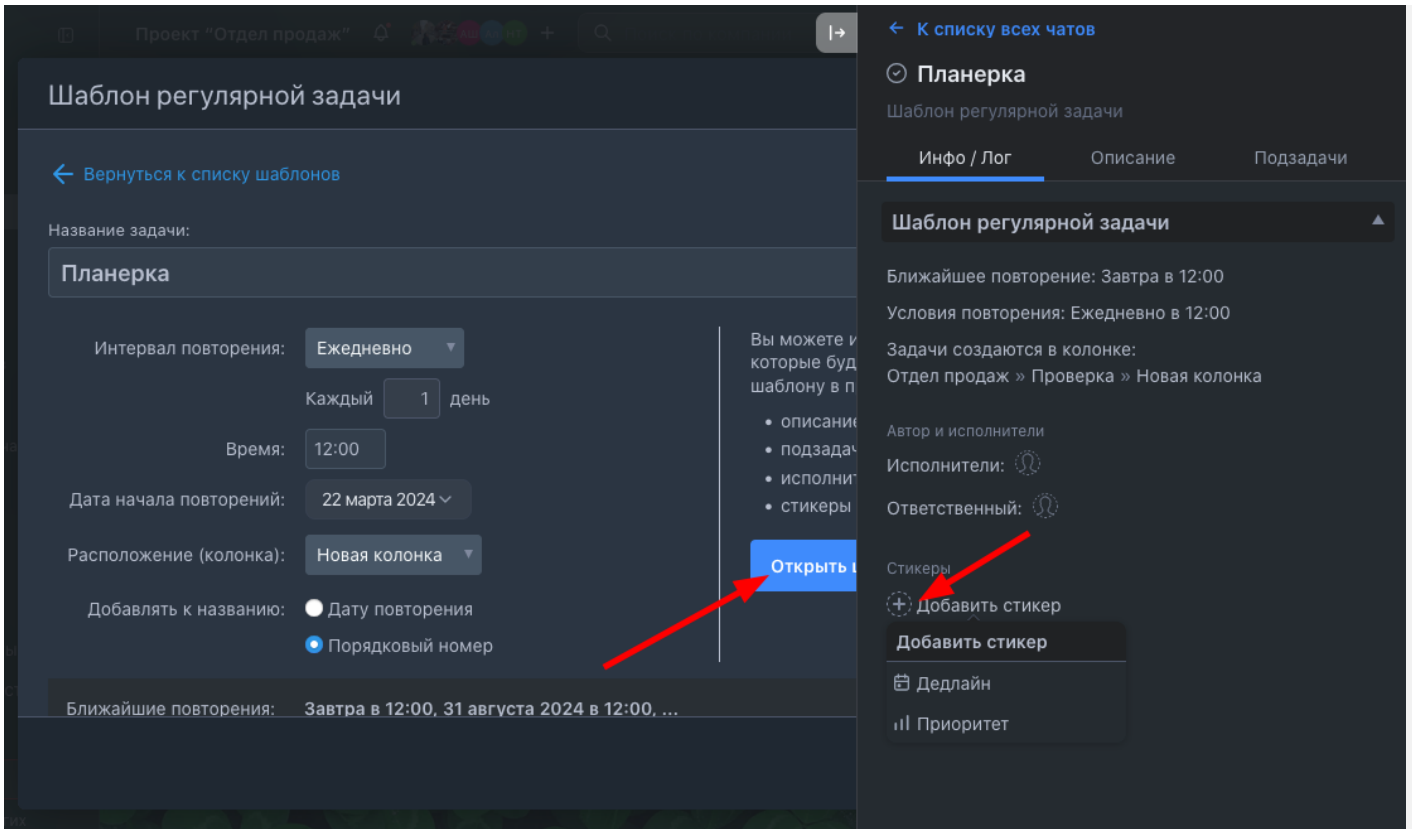 Проект "Отдел продаж"
Шаблон регулярной задачи
Вернуться к списку шаблонов
Название задачи:
Планерка
Интервал повторения:
Ежедневно
Каждый 1 день
Время:
12:00
Дата начала повторений:
22 марта 2024
Расположение (колонка):
Новая колонка
Добавлять к названию:
Дату повторения
Порядковый номер
Ближайшие повторения:
Завтра в 12:00, 31 августа 2024 в 12:00, ...
Вы можете
которые
шаблону в
• описание
•
•
• стикеры
Открыть
К списку всех чатов
Планерка
Шаблон регулярной задачи
Инфо / Лог
Описание
Подзадачи
Шаблон регулярной задачи
Ближайшее повторение: Завтра в 12:00
Условия повторения: Ежедневно в 12:00
Задачи создаются в колонке:
Отдел продаж » Проверка » Новая колонка
Автор и исполнители
Исполнители:
Ответственный:
Стикеры
Добавить стикер
Добавить стикер
Дедлайн
Приоритет